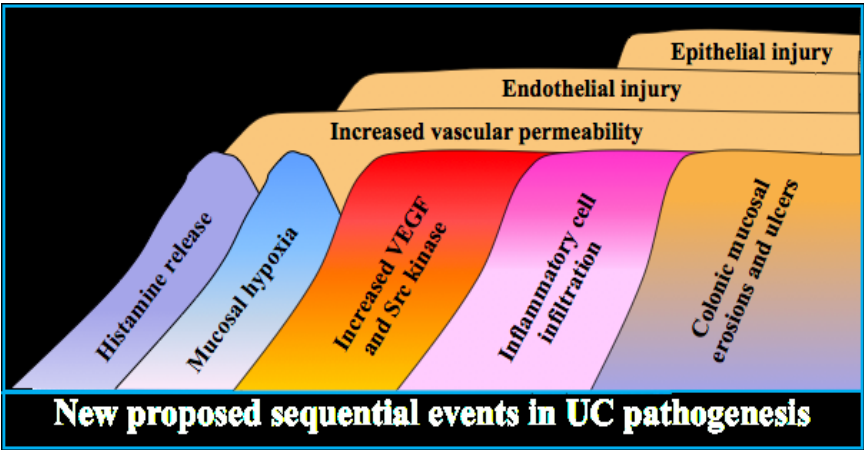 Epithelial injury
Endothelial injury
Increased vascular permeability
Histamine release
Mucosal hypoxia
Increased VEGF
and Src kinase
Inflammatory cell
infiltration
Colonic mucosal
erosions and ulcers
New proposed sequential events in UC pathogenesis